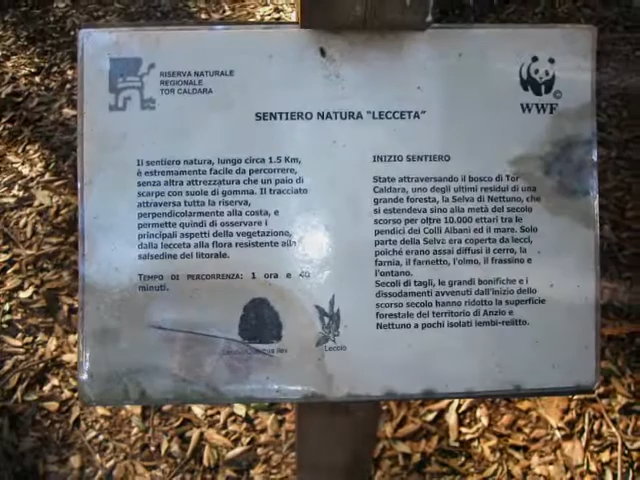 RISERVA NATURALE
REGIONALE
TOR CALDARA
©
WWF
SENTIERO NATURA "LECCETA"
Il sentiero natura, lungo circa 1.5 Km,
è estremamente facile da percorrere,
senza altra attrezzatura che un paio di
scarpe con suole di gomma. Il tracciato
attraversa tutta la riserva,
perpendicolarmente alla costa, e
permette quindi di osservare i
principali aspetti della vegetazione,
dalla lecceta alla flora resistente alla
salsedine del litorale.
TEMPO DI PERCORRENZA: 1 ora e 40
minuti.
Leccio
INIZIO SENTIERO
State attraversando il bosco di Tor
Caldara, uno degli ultimi residui di una
grande foresta, la Selva di Nettuno, che
si estendeva sino alla metà del secolo
scorso per oltre 10.000 ettari tra le
pendici dei Colli Albani ed il mare. Solo
parte della Selva era coperta da lecci,
poiché erano assai diffusi il cerro, la
farnia, il farnetto, l'olmo, il frassino e
l'ontano.
Secoli di tagli, le grandi bonifiche e i
dissodamenti avvenuti dall'inizio dello
scorso secolo hanno ridotto la superficie
forestale del territorio di Anzio e
Nettuno a pochi isolati lembi-relitto.